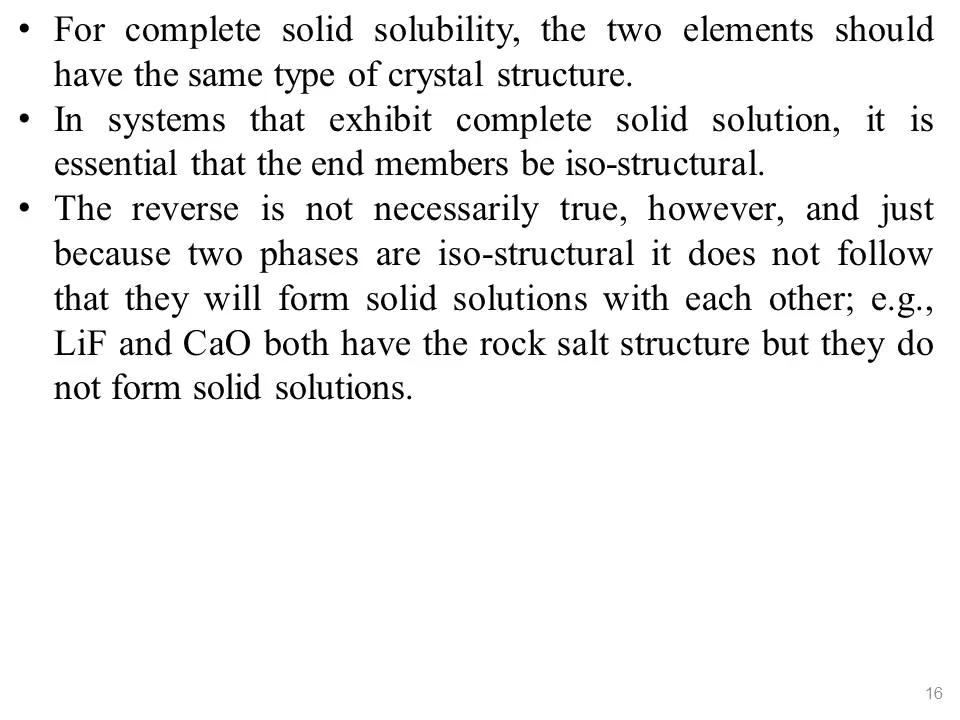 • For complete solid solubility, the two elements should
have the same type of crystal structure.
• In systems that exhibit complete solid solution, it is
essential that the end members be iso-structural.
• The reverse is not necessarily true, however, and just
because two phases are iso-structural it does not follow
that they will form solid solutions with each other; e.g.,
LiF and CaO both have the rock salt structure but they do
not form solid solutions.
16